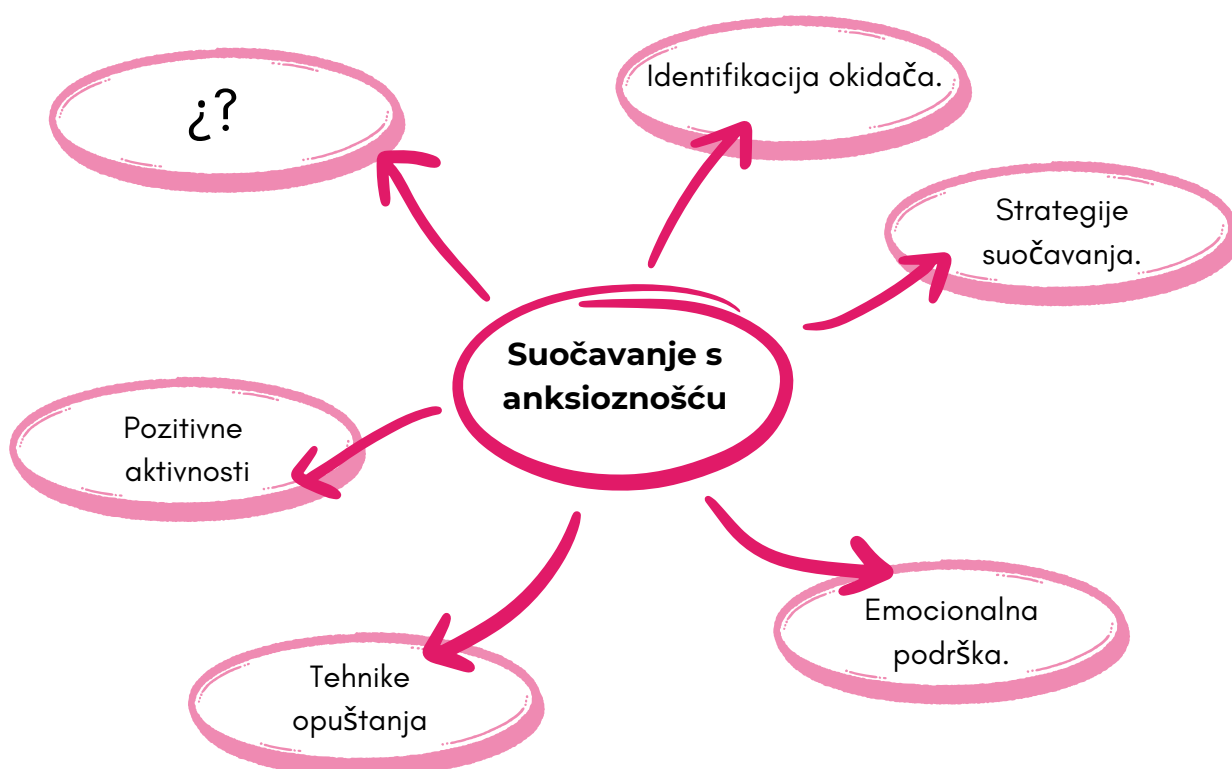 ¿?
Identifikacija okidača.
Strategije
suočavanja.
Suočavanje s
anksioznošću
Pozitivne
aktivnosti
Emocionalna
podrška.
Tehnike
opuštanja